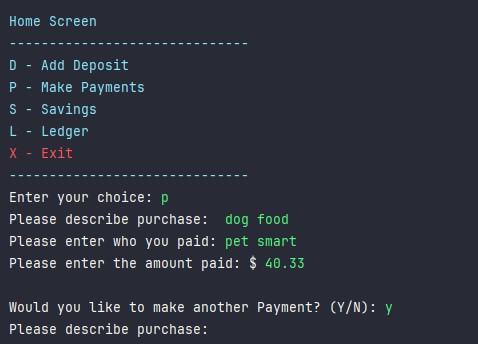 Home Screen
------------------------------
D - Add Deposit
P - Make Payments
S - Savings
L - Ledger
X - Exit
------------------------------
Enter your choice: p
Please describe purchase:  dog food
Please enter who you paid: pet smart
Please enter the amount paid: $ 40.33
Would you like to make another Payment? (Y/N): y
Please describe purchase: